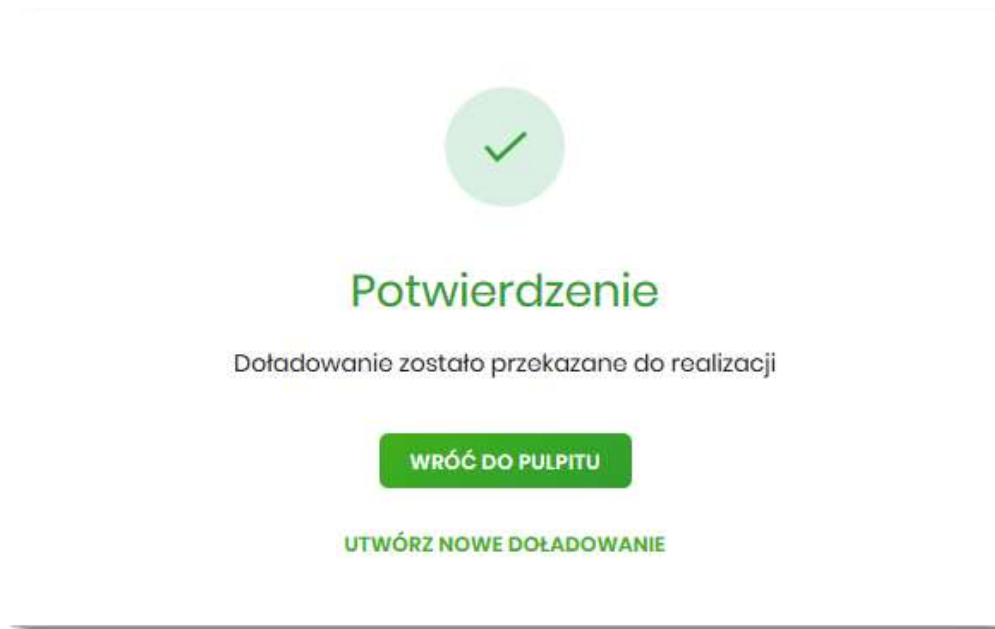 Potwierdzenie
Doładowanie zostało przekazane do realizacji
WRÓĆ DO PULPITU
UTWÓRZ NOWE DOŁADOWANIE